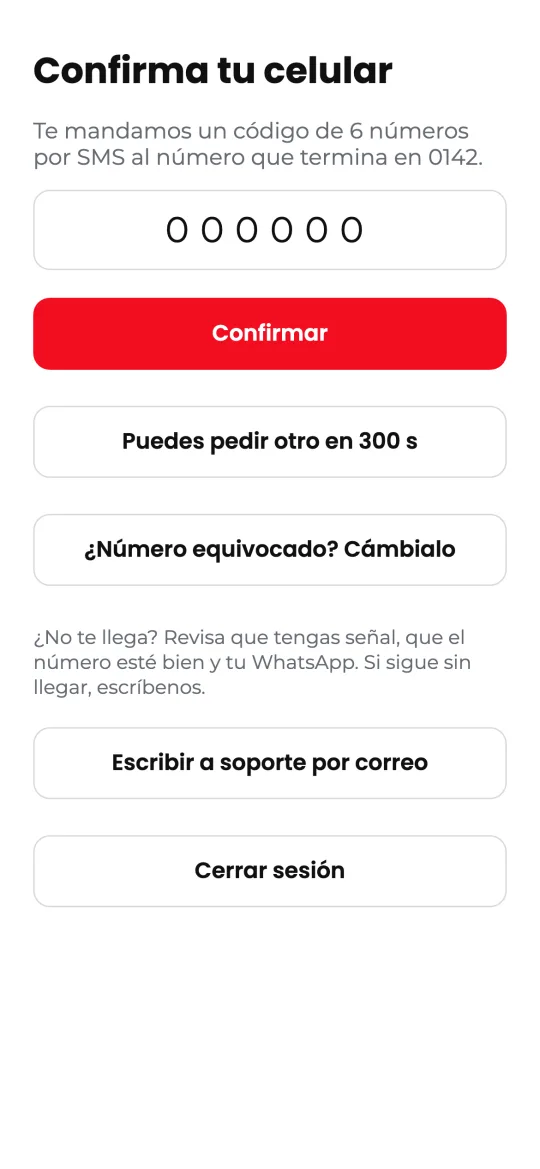 Confirma tu celular
Te mandamos un código de 6 números
por SMS al número que termina en 0142.
0 0 0 0 0 0
Confirmar
Puedes pedir otro en 300 s
¿Número equivocado? Cámbialo
¿No te llega? Revisa que tengas señal, que el
número esté bien y tu WhatsApp. Si sigue sin
llegar, escríbenos.
Escribir a soporte por correo
Cerrar sesión